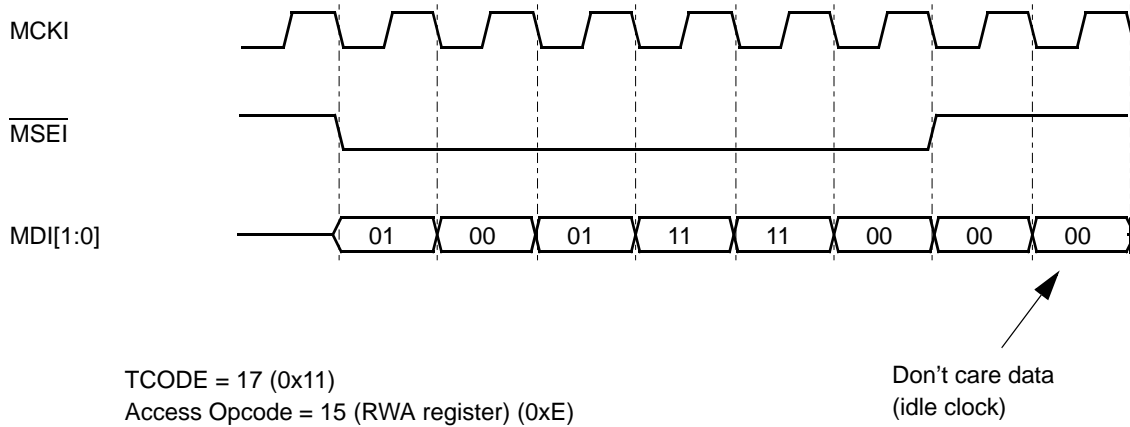 MCKI
MSEI
MDI[1:0]
01 00 01 11 11 00 00 00
TCODE = 17 (0x11)
Access Opcode = 15 (RWA register) (0xE)
Don't care data
(idle clock)